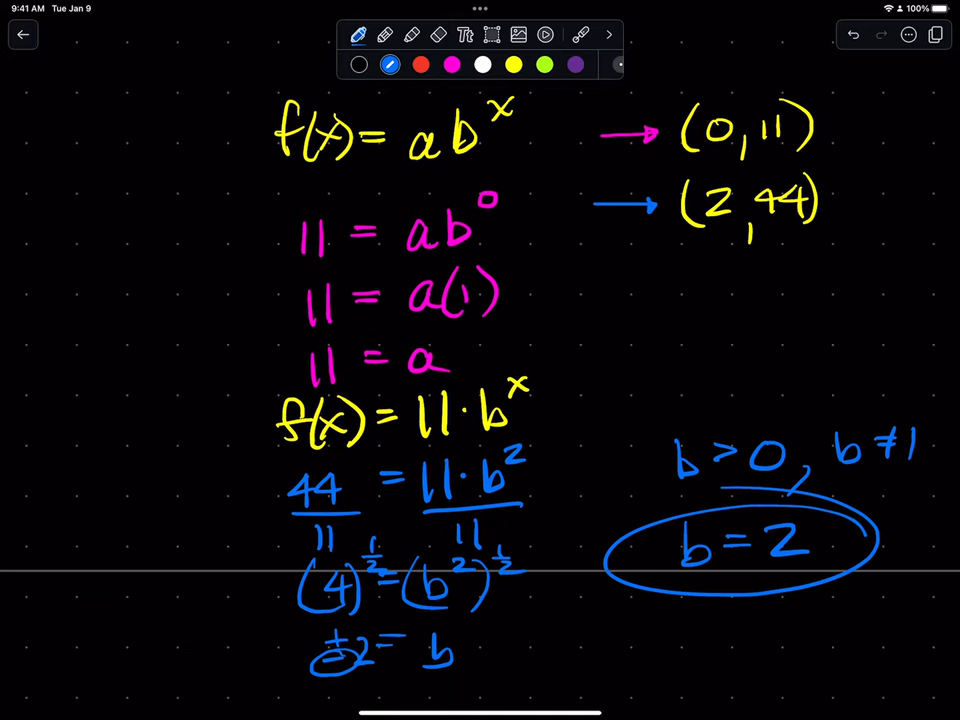 9:41 AM Tue Jan 9
100%
Tt
f(x) = ab^x → (0, 11)
→ (2, 44)
11 = ab^0
11 = a(1)
11 = a
f(x) = 11 · b^x
44 = 11 · b^2
11 11
b > 0, b ≠ 1
b = 2
(4)^1/2 = (b^2)^1/2
±2 = b